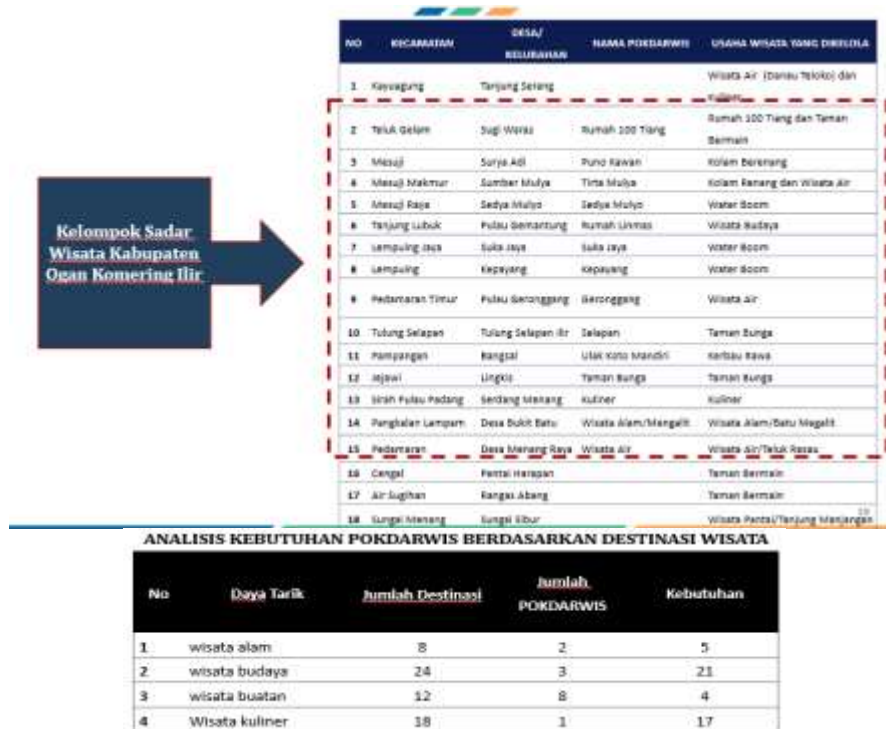 Kelompok Sadar
Wisata Kabupaten
Ogan Komering Ilir
NO KECAMATAN DESA/ KELURAHAN NAMA POKDARWIS USAHA WISATA YANG DIKELOLA
1 Kayuagung Tanjung Serang Wisata Air (Danau Teloko) dan
Kuliner
2 Teluk Gelam Sugi Waras Rumah 100 Tiang Rumah 100 Tiang dan Taman
Bermain
3 Mesuji Surya Adi Puno Kawan Kolam Berenang
4 Mesuji Makmur Sumber Mulya Tirta Mulya Kolam Renang dan Wisata Air
5 Mesuji Raya Sedya Mulyo Sedya Mulyo Water Boom
6 Tanjung Lubuk Pulau Gemantung Rumah Limas Wisata Budaya
7 Lempuing Jaya Suka Jaya Suka Jaya Water Boom
8 Lempuing Kepayang Kepayang Water Boom
9 Pedamaran Timur Pulau Geronggang Geronggang Wisata Air
10 Tulung Selapan Tulung Selapan Ilir Selapan Taman Bunga
11 Pampangan Bangsal Ulak Koto Mandiri Kerbau Rawa
12 Jejawi Lingkis Taman Bunga Taman Bunga
13 Sirah Pulau Padang Serdang Menang Kuliner Kuliner
14 Pangkalan Lampam Desa Bukit Batu Wisata Alam/Mengalit Wisata Alam/Batu Megalit
15 Pedamaran Desa Menang Raya Wisata Air Wisata Air/Teluk Rasau
16 Cengal Pantai Harapan Taman Bermain
17 Air Sugihan Rangas Abang Taman Bermain
18 Sungai Menang Sungai Sibur Wisata Pantai/Tanjung Menjangan
ANALISIS KEBUTUHAN POKDARWIS BERDASARKAN DESTINASI WISATA
No Daya Tarik Jumlah Destinasi Jumlah POKDARWIS Kebutuhan
1 wisata alam 8 2 5
2 wisata budaya 24 3 21
3 wisata buatan 12 8 4
4 Wisata kuliner 18 1 17